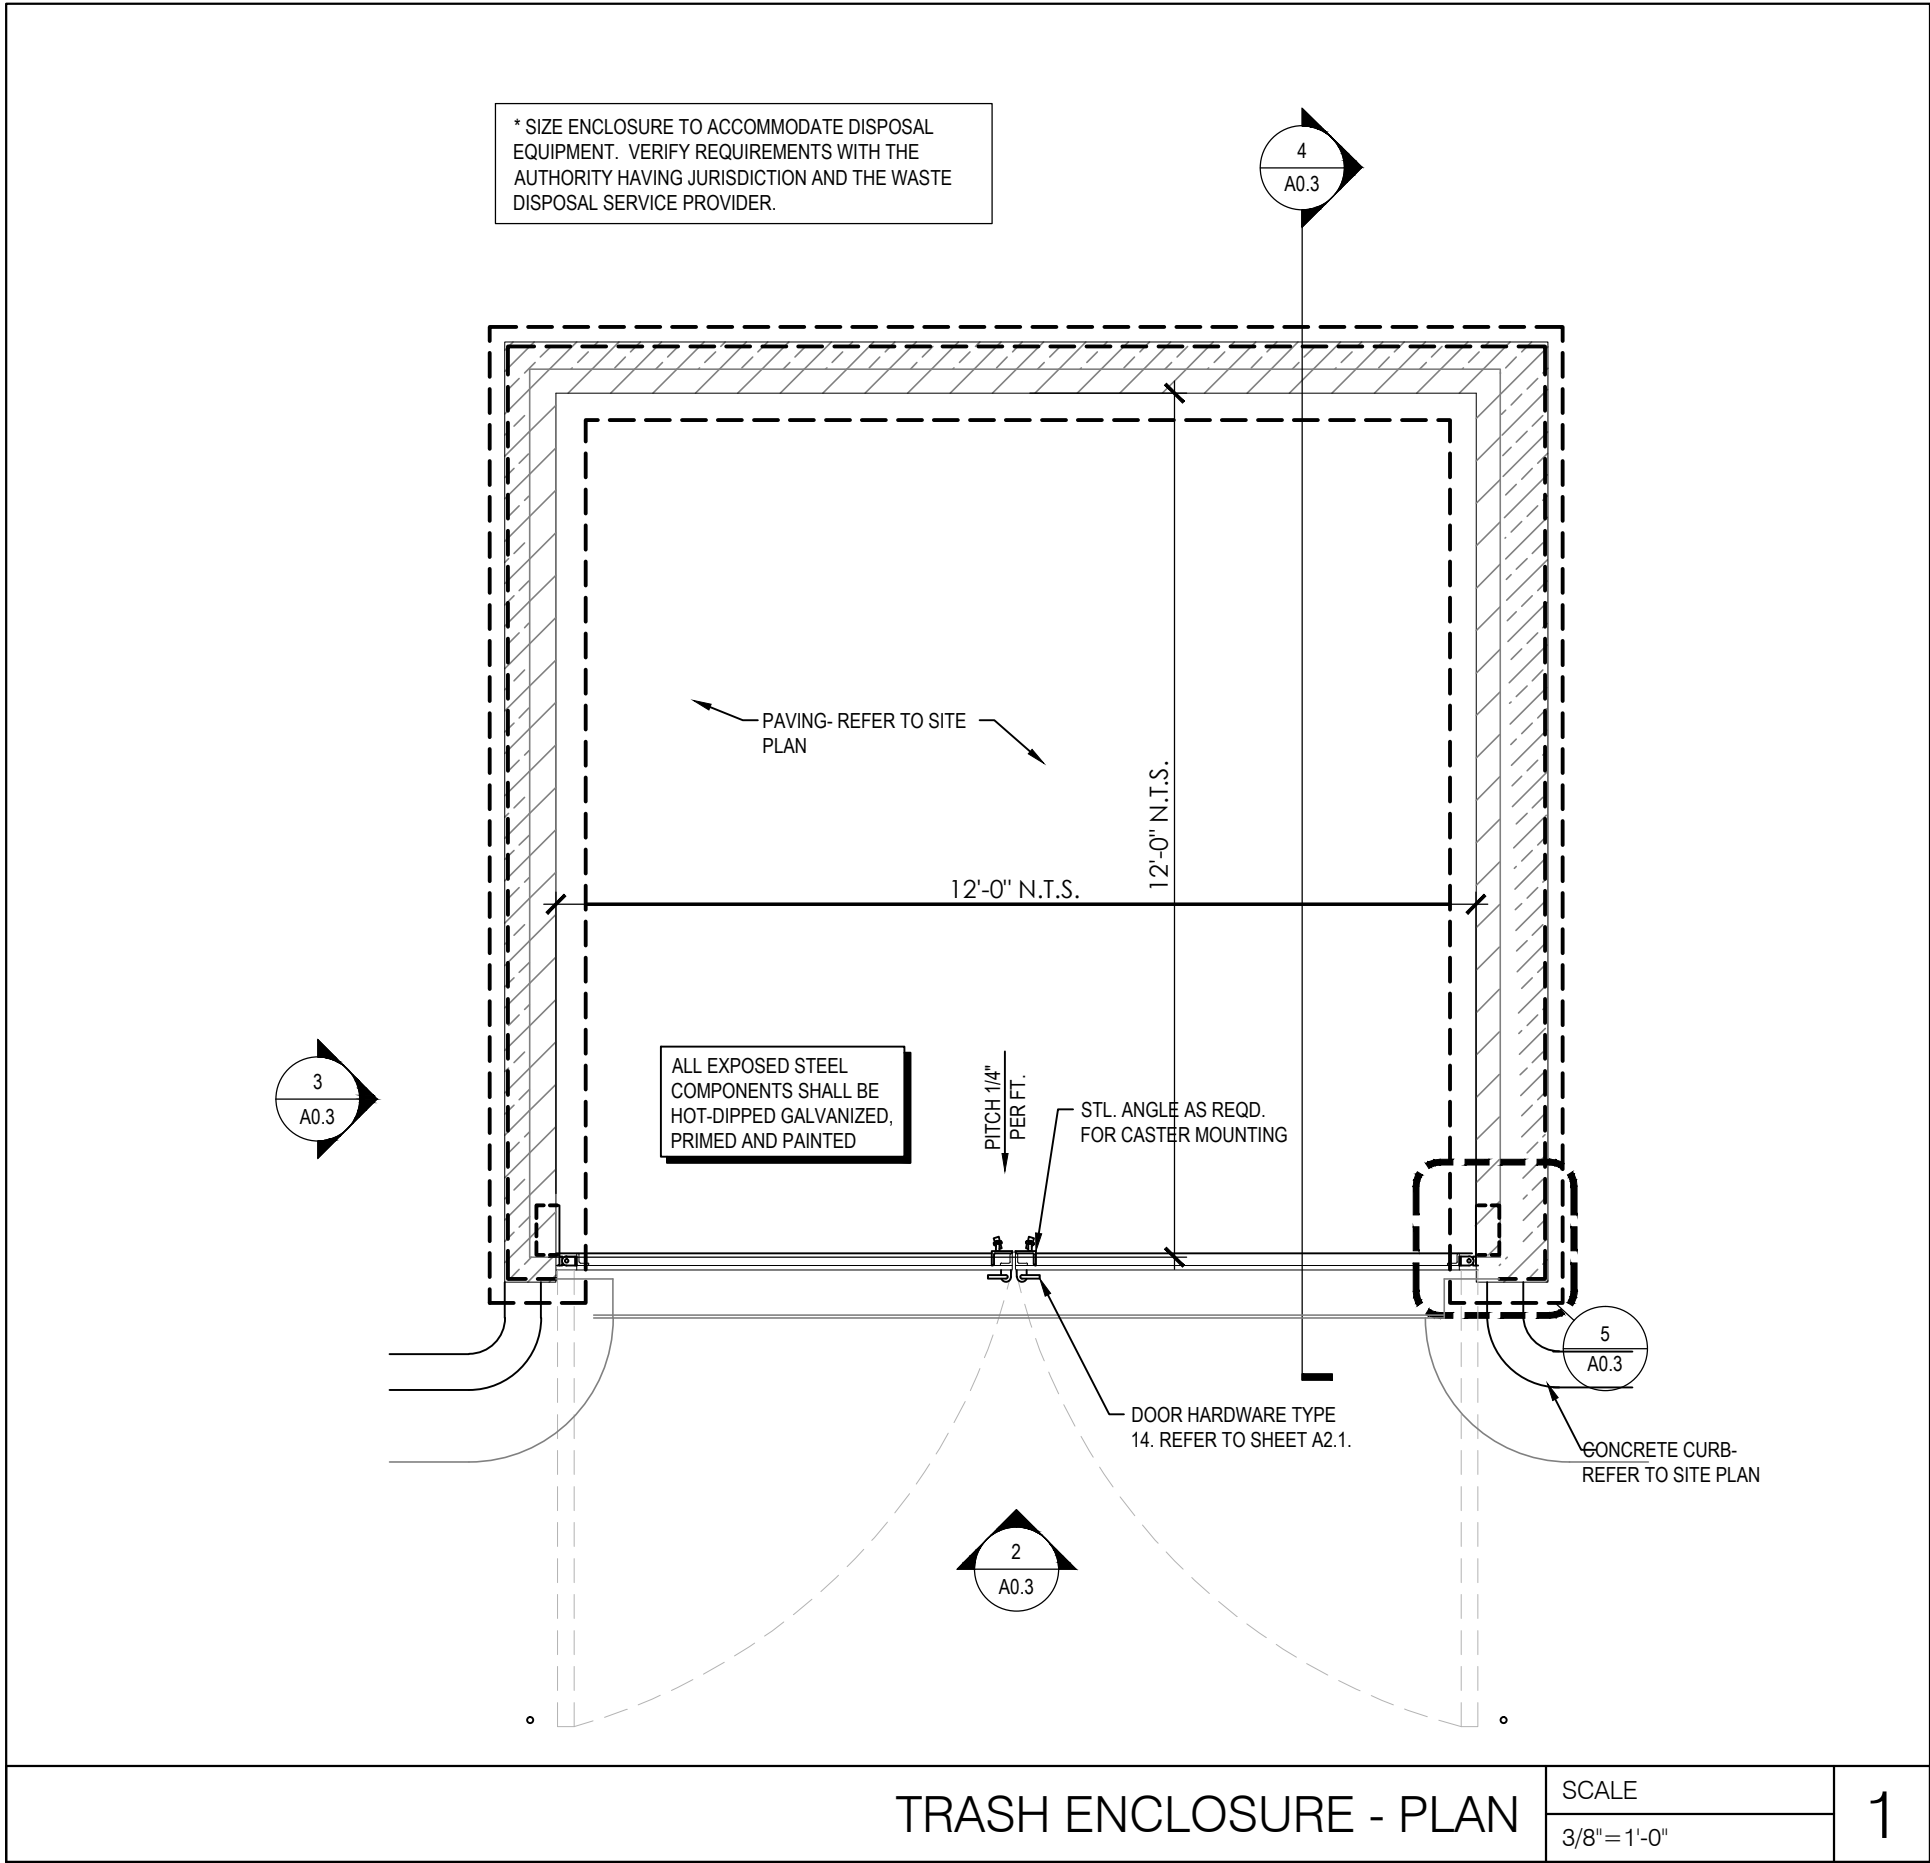 * SIZE ENCLOSURE TO ACCOMMODATE DISPOSAL
EQUIPMENT. VERIFY REQUIREMENTS WITH THE
AUTHORITY HAVING JURISDICTION AND THE WASTE
DISPOSAL SERVICE PROVIDER.
4
A0.3
PAVING- REFER TO SITE
PLAN
12'-0" N.T.S.
12'-0" N.T.S.
3
A0.3
ALL EXPOSED STEEL
COMPONENTS SHALL BE
HOT-DIPPED GALVANIZED,
PRIMED AND PAINTED
PITCH 1/4"
PER FT.
STL. ANGLE AS REQD.
FOR CASTER MOUNTING
5
A0.3
DOOR HARDWARE TYPE
14. REFER TO SHEET A2.1.
CONCRETE CURB-
REFER TO SITE PLAN
2
A0.3
TRASH ENCLOSURE - PLAN
SCALE
3/8"=1'-0"
1